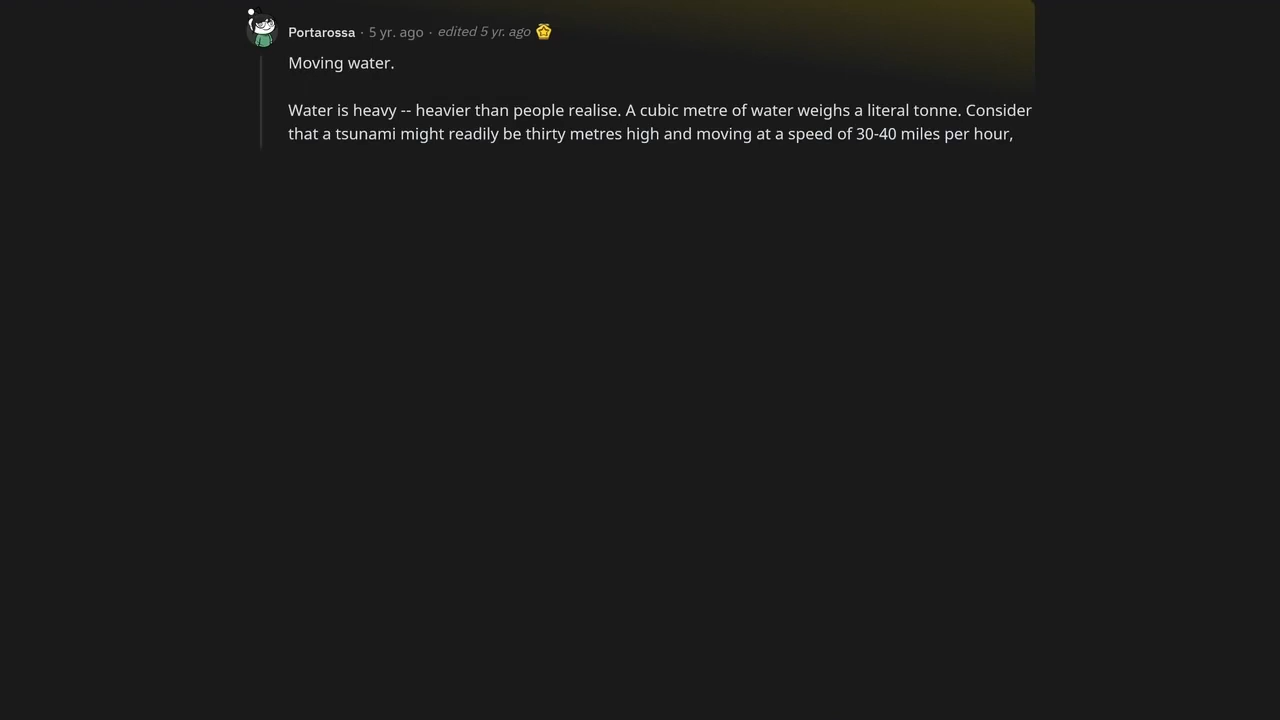 Portarossa · 5 yr. ago · edited 5 yr. ago
Moving water.
Water is heavy -- heavier than people realise. A cubic metre of water weighs a literal tonne. Consider
that a tsunami might readily be thirty metres high and moving at a speed of 30-40 miles per hour,